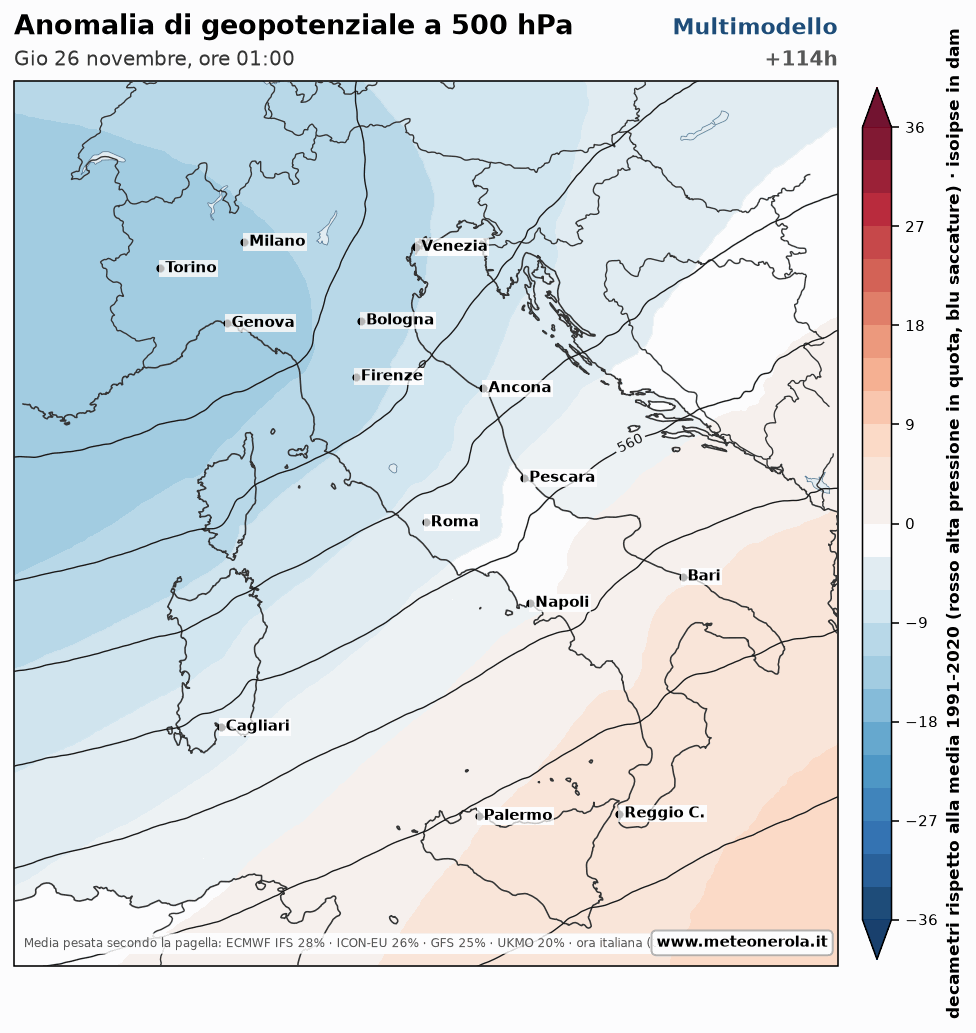 Anomalia di geopotenziale a 500 hPa
Multimodello
Gio 26 novembre, ore 01:00
+114h
Milano
Torino
Venezia
Genova
Bologna
Firenze
Ancona
560
Pescara
Roma
Bari
Napoli
Cagliari
Palermo
Reggio C.
36
27
18
9
0
−9
−18
−27
−36
decametri rispetto alla media 1991-2020 (rosso alta pressione in quota, blu saccature) · isoipse in dam
Media pesata secondo la pagella: ECMWF IFS 28% · ICON-EU 26% · GFS 25% · UKMO 20% · ora italiana (
www.meteonerola.it